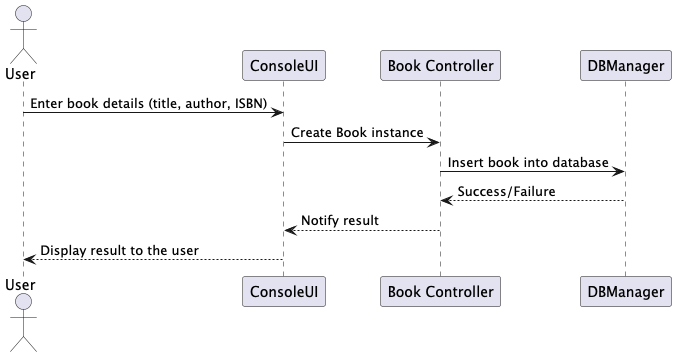 User
ConsoleUI
Book Controller
DBManager
Enter book details (title, author, ISBN)
Create Book instance
Insert book into database
Success/Failure
Notify result
Display result to the user
User
ConsoleUI
Book Controller
DBManager